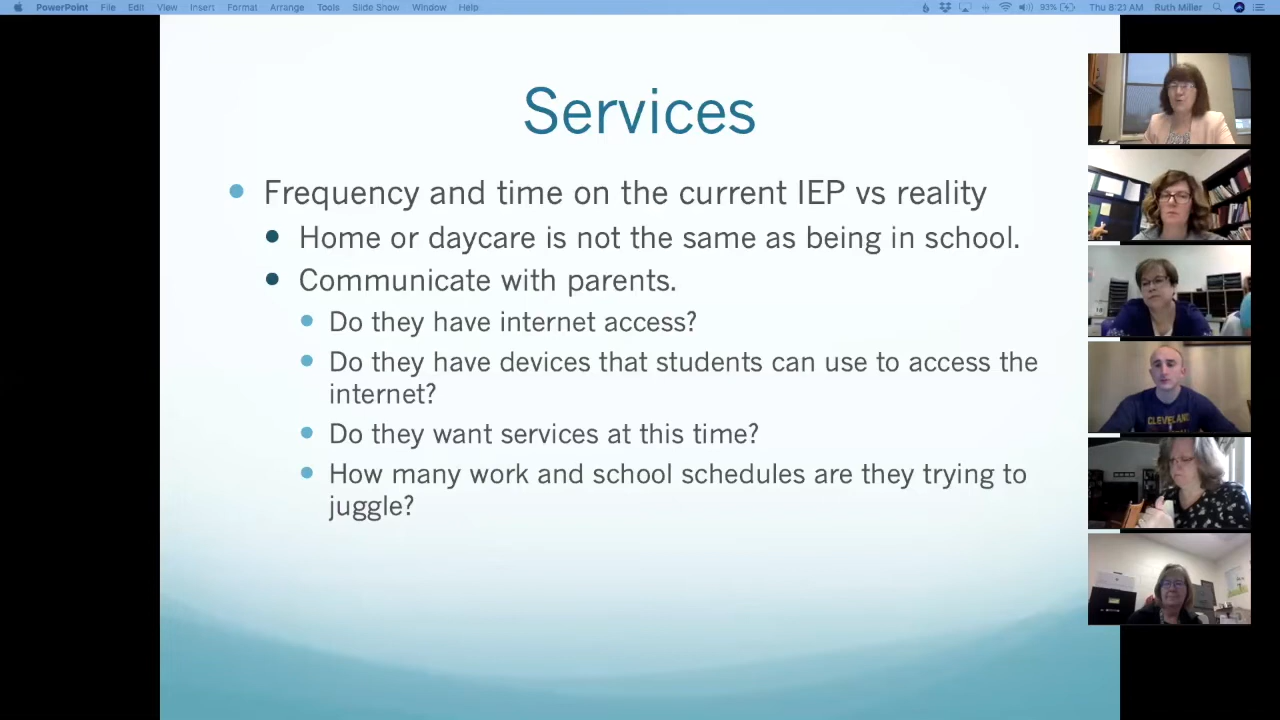 PowerPoint File Edit View Insert Format Arrange Tools Slide Show Window Help 93% Thu 8:21 AM Ruth Miller
Services
Frequency and time on the current IEP vs reality
Home or daycare is not the same as being in school.
Communicate with parents.
Do they have internet access?
Do they have devices that students can use to access the
internet?
Do they want services at this time?
How many work and school schedules are they trying to
juggle?
CLEVELAND